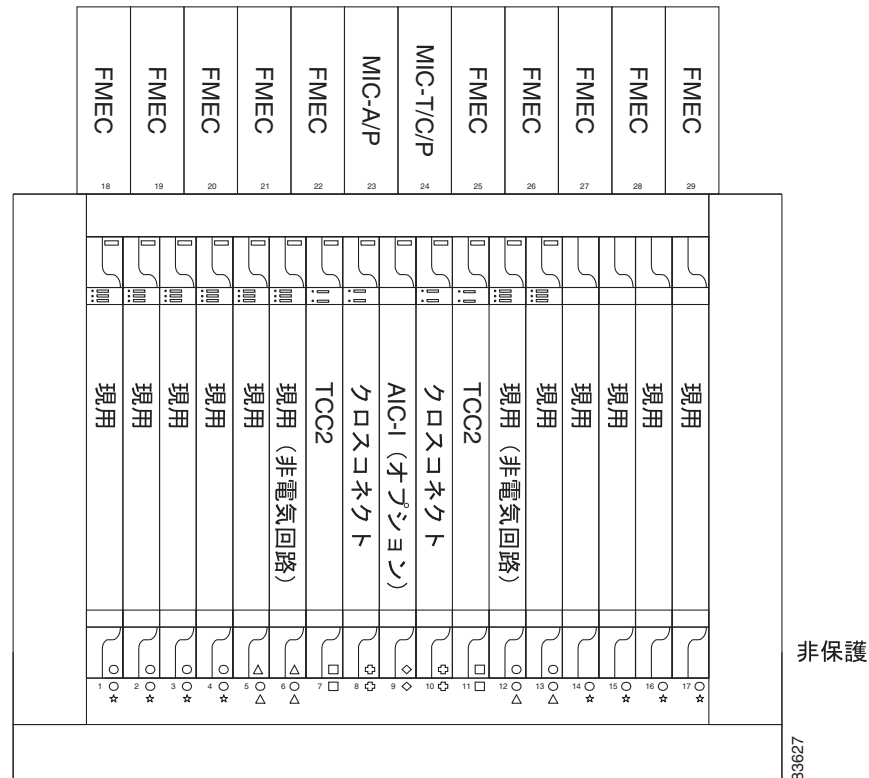 FMEC
FMEC
FMEC
FMEC
FMEC
MIC-A/P
MIC-T/C/P
FMEC
FMEC
FMEC
FMEC
FMEC
18
19
20
21
22
23
24
25
26
27
28
29
現用
現用
現用
現用
現用
現用（非電気回路）
TCC2
クロスコネクト
AIC-I（オプション）
クロスコネクト
TCC2
現用（非電気回路）
現用
現用
現用
現用
現用
1
2
3
4
5
6
7
8
9
10
11
12
13
14
15
16
17
非保護